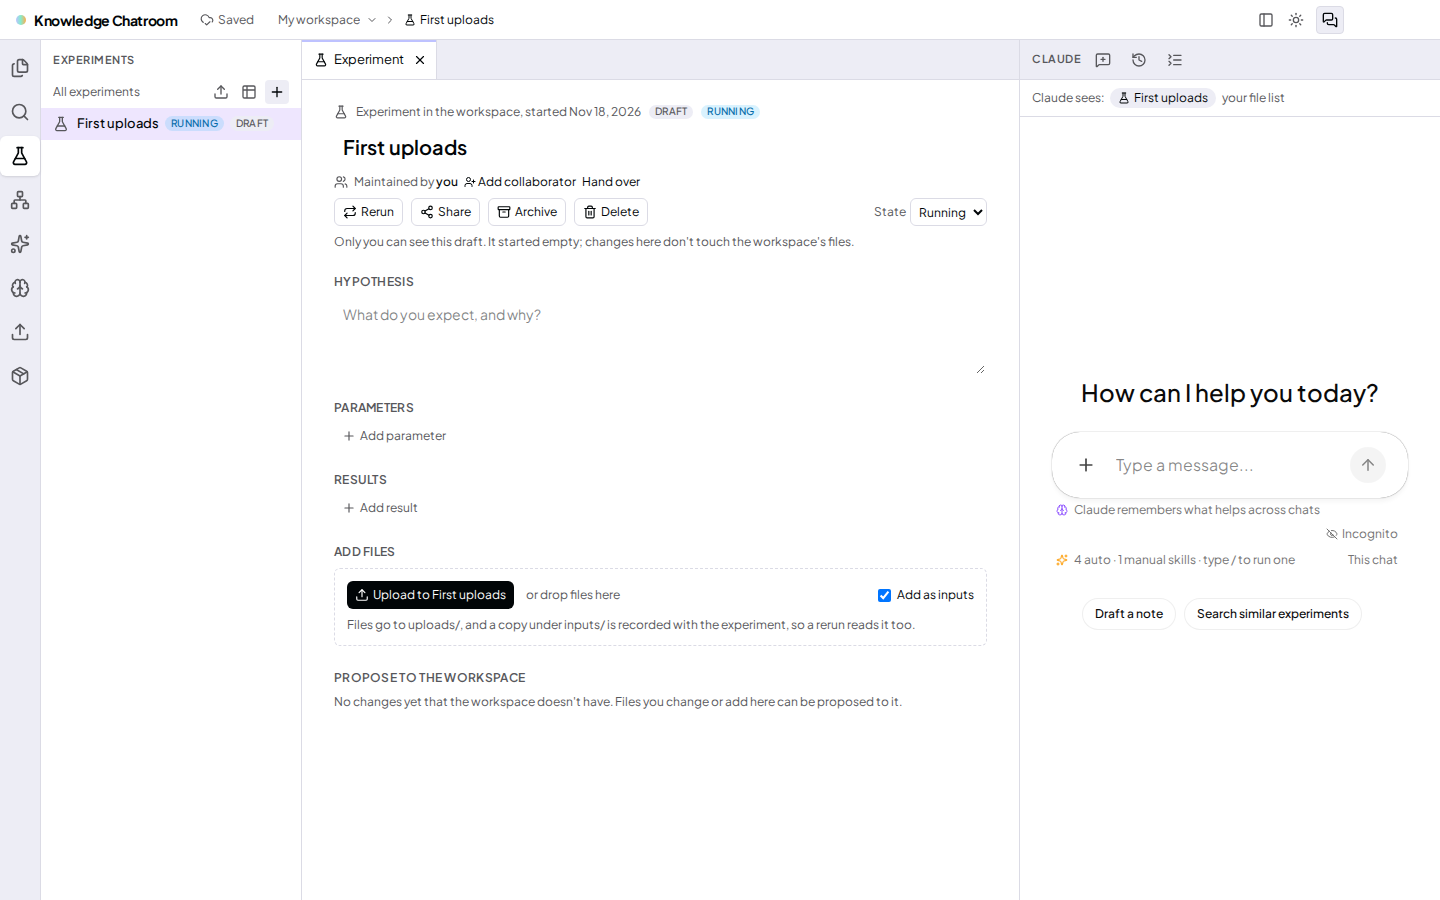 Knowledge Chatroom
Saved
My workspace
First uploads
EXPERIMENTS
All experiments
First uploads RUNNING DRAFT
Experiment
Experiment in the workspace, started Nov 18, 2026 DRAFT RUNNING
First uploads
Maintained by you Add collaborator Hand over
Rerun Share Archive Delete State Running
Only you can see this draft. It started empty; changes here don't touch the workspace's files.
HYPOTHESIS
What do you expect, and why?
PARAMETERS
Add parameter
RESULTS
Add result
ADD FILES
Upload to First uploads or drop files here Add as inputs
Files go to uploads/, and a copy under inputs/ is recorded with the experiment, so a rerun reads it too.
PROPOSE TO THE WORKSPACE
No changes yet that the workspace doesn't have. Files you change or add here can be proposed to it.
CLAUDE
Claude sees: First uploads your file list
How can I help you today?
Type a message...
Claude remembers what helps across chats
Incognito
4 auto · 1 manual skills · type / to run one This chat
Draft a note Search similar experiments